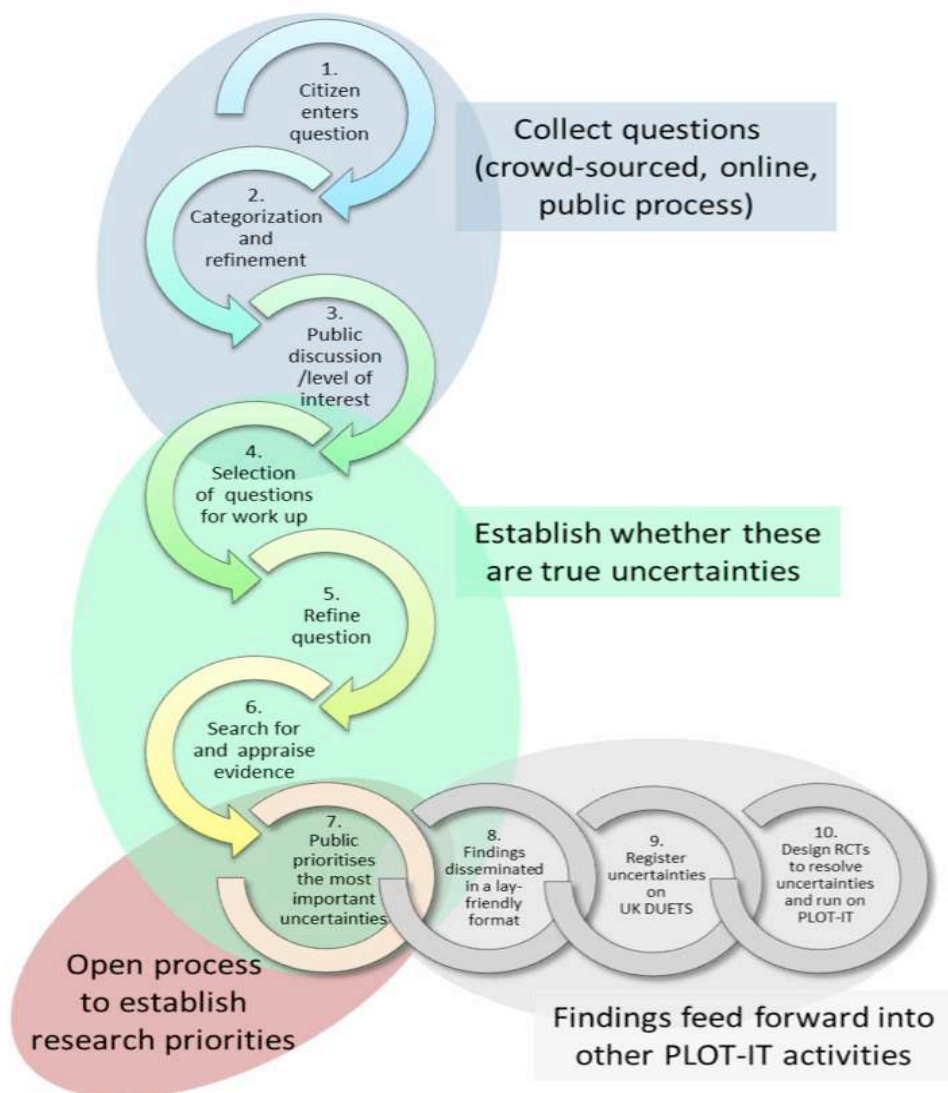 1.
Citizen
enters
question
Collect questions
(crowd-sourced, online,
public process)
2.
Categorization
and
refinement
3.
Public
discussion
/level of
interest
4.
Selection
of questions
for work up
Establish whether these
are true uncertainties
5.
Refine
question
6.
Search for
and appraise
evidence
7.
Public
prioritises
the most
important
uncertainties
8.
Findings
disseminated
in a lay-
friendly
format
9.
Register
uncertainties
on
UK DUETS
10.
Design RCTs
to resolve
uncertainties
and run on
PLOT-IT
Open process
to establish
research priorities
Findings feed forward into
other PLOT-IT activities